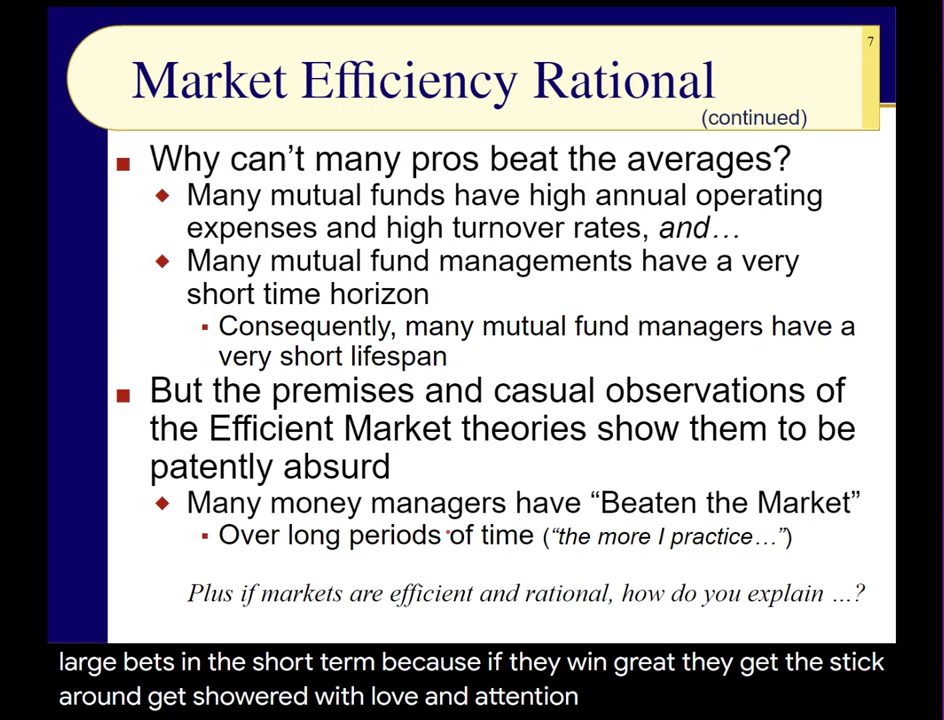 7
Market Efficiency Rational
(continued)
Why can't many pros beat the averages?
Many mutual funds have high annual operating
expenses and high turnover rates, and…
Many mutual fund managements have a very
short time horizon
Consequently, many mutual fund managers have a
very short lifespan
But the premises and casual observations of
the Efficient Market theories show them to be
patently absurd
Many money managers have “Beaten the Market”
Over long periods of time (“the more I practice…”)
Plus if markets are efficient and rational, how do you explain …?
large bets in the short term because if they win great they get the stick
around get showered with love and attention